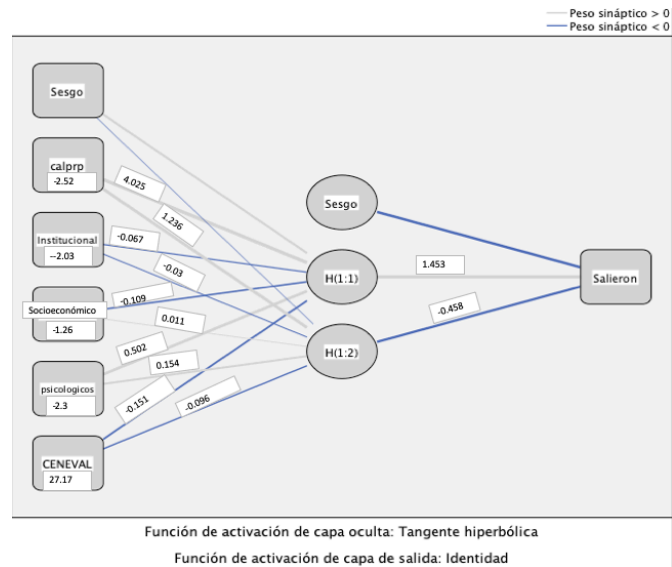 Peso sináptico > 0
Peso sináptico < 0
Sesgo
calprp
-2.52
4.025
1.236
Sesgo
Institucional
--2.03
-0.067
-0.03
H(1:1)
1.453
Salieron
Socioeconómico
-1.26
-0.109
0.011
-0.458
H(1:2)
0.502
0.154
psicologicos
-2.3
-0.151
-0.096
CENEVAL
27.17
Función de activación de capa oculta: Tangente hiperbólica
Función de activación de capa de salida: Identidad